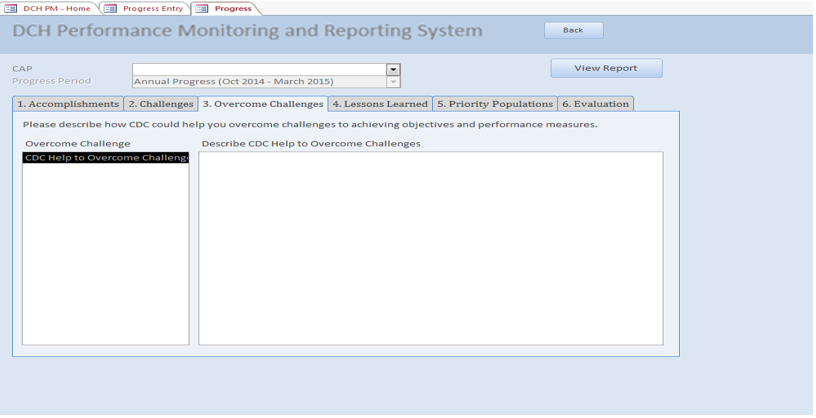 DCH PM - Home Progress Entry Progress
DCH Performance Monitoring and Reporting System Back
CAP View Report
Progress Period Annual Progress (Oct 2014 - March 2015)
1. Accomplishments 2. Challenges 3. Overcome Challenges 4. Lessons Learned 5. Priority Populations 6. Evaluation
Please describe how CDC could help you overcome challenges to achieving objectives and performance measures.
Overcome Challenge Describe CDC Help to Overcome Challenges
CDC Help to Overcome Challenge